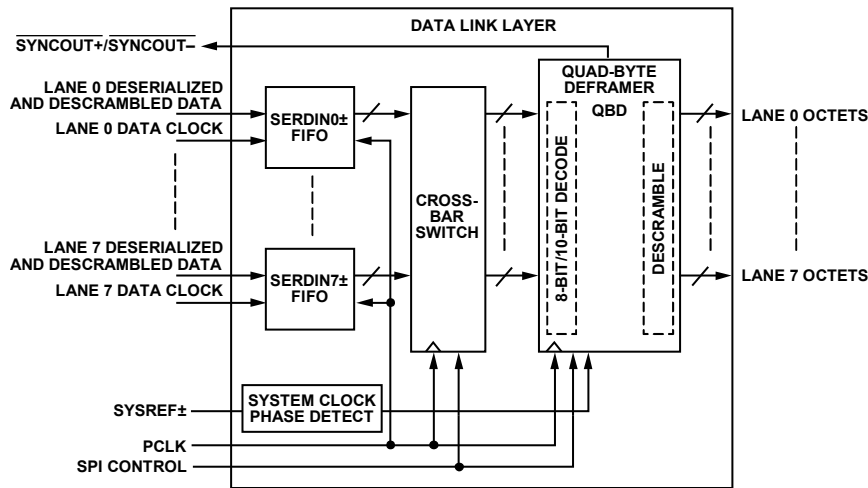 DATA LINK LAYER
SYNCOUT+/SYNCOUT–
QUAD-BYTE
DEFRAMER
QBD
LANE 0 DESERIALIZED
AND DESCRAMBLED DATA
LANE 0 DATA CLOCK
SERDIN0±
FIFO
LANE 0 OCTETS
CROSS-
BAR
SWITCH
8-BIT/10-BIT DECODE
DESCRAMBLE
LANE 7 DESERIALIZED
AND DESCRAMBLED DATA
LANE 7 DATA CLOCK
SERDIN7±
FIFO
LANE 7 OCTETS
SYSREF±
SYSTEM CLOCK
PHASE DETECT
PCLK
SPI CONTROL